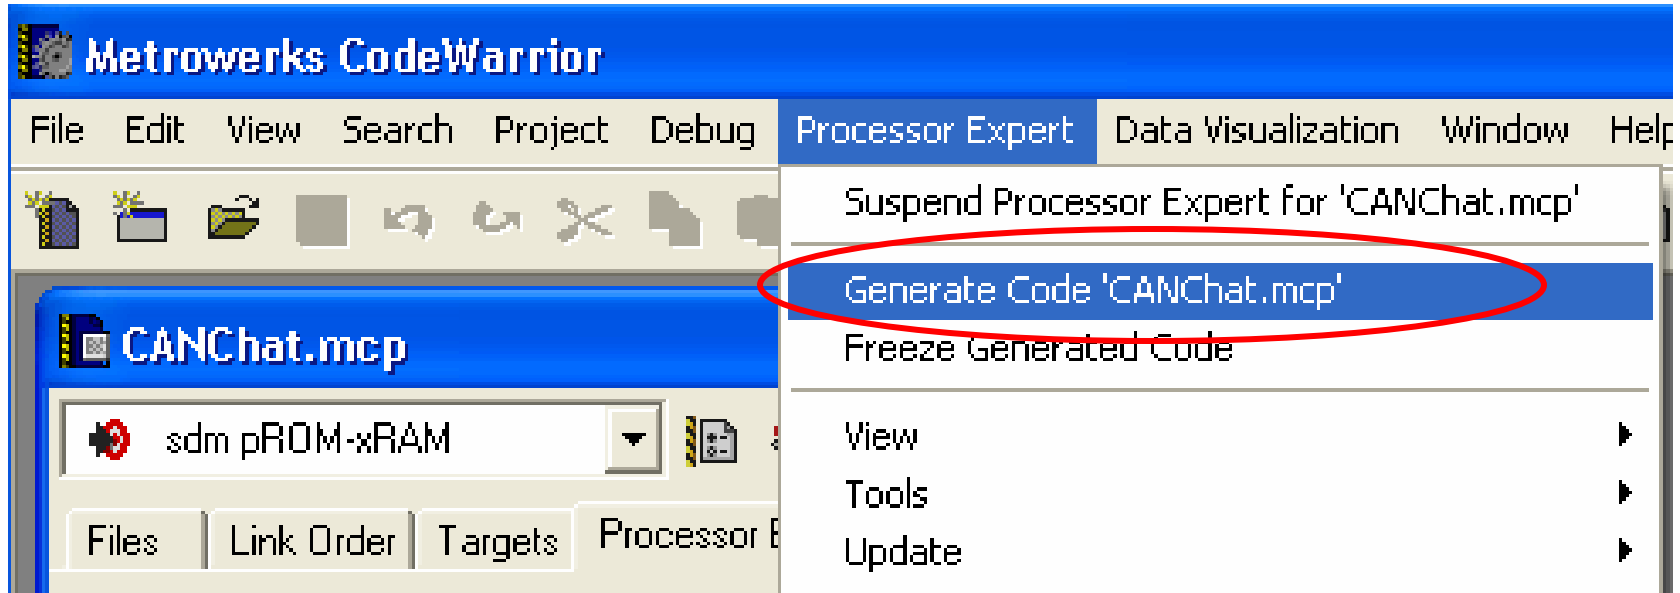 Metrowerks CodeWarrior
File Edit View Search Project Debug Processor Expert Data Visualization Window Help
Suspend Processor Expert for 'CANChat.mcp'
Generate Code 'CANChat.mcp'
Freeze Generated Code
View
Tools
Update
CANChat.mcp
sdm pROM-xRAM
Files Link Order Targets Processor E